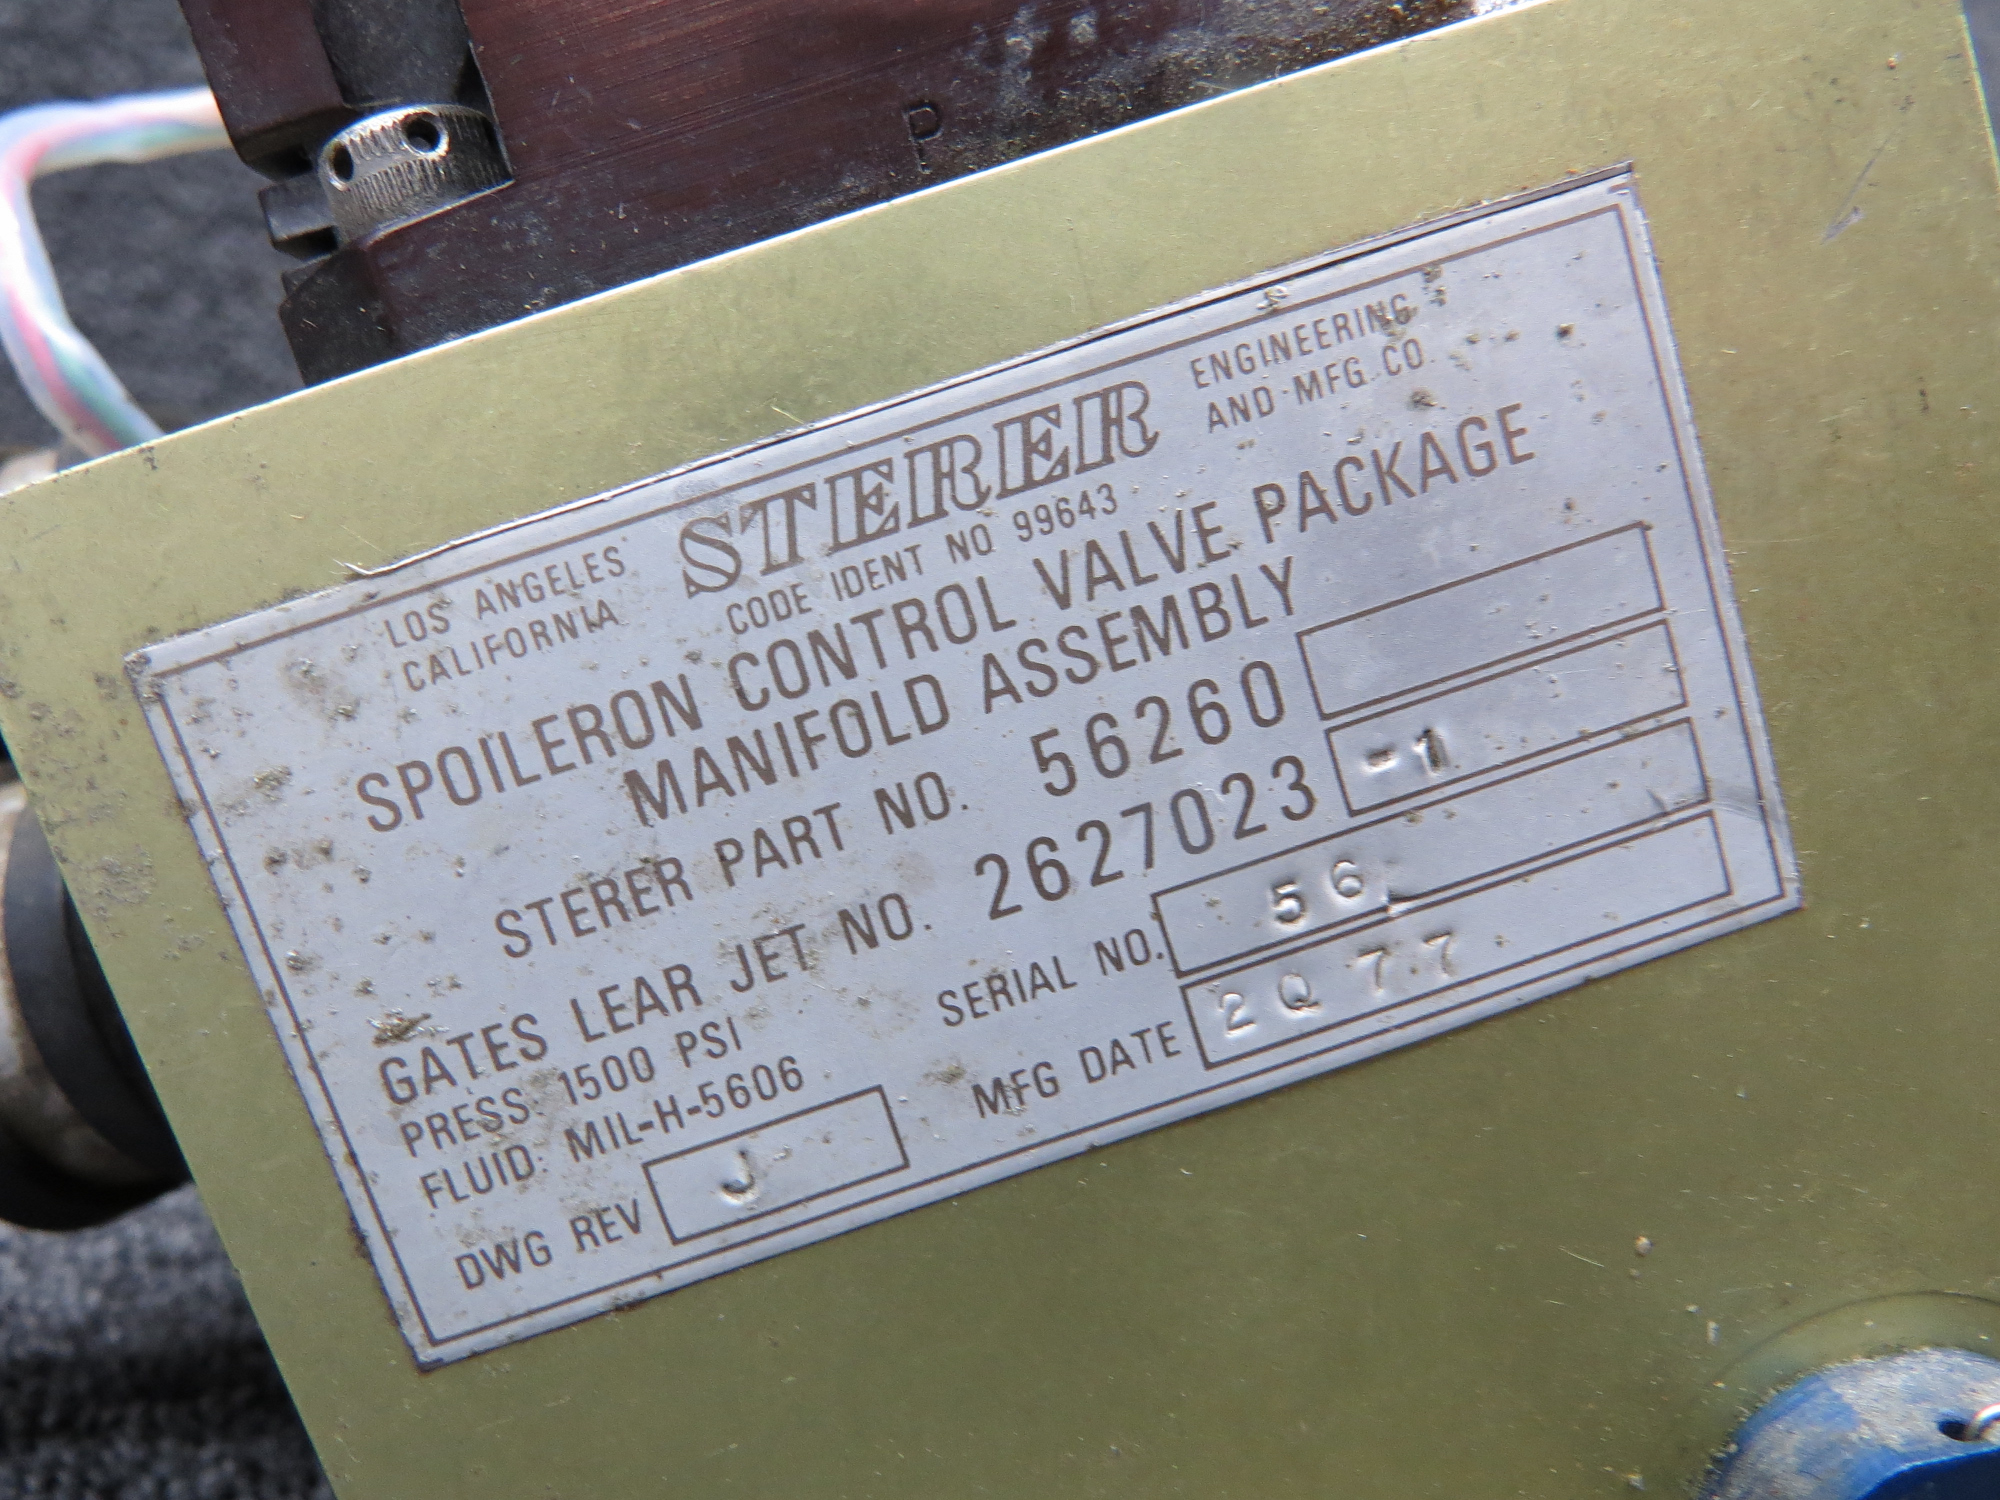 P
LOS ANGELES
CALIFORNIA
STERER
ENGINEERING
AND MFG. CO.
CODE IDENT NO 99643
SPOILERON CONTROL VALVE PACKAGE
MANIFOLD ASSEMBLY
STERER PART NO. 56260
GATES LEAR JET NO. 2627023 -1
PRESS: 1500 PSI
SERIAL NO. 56
FLUID: MIL-H-5606
MFG DATE 2Q 77
DWG REV J